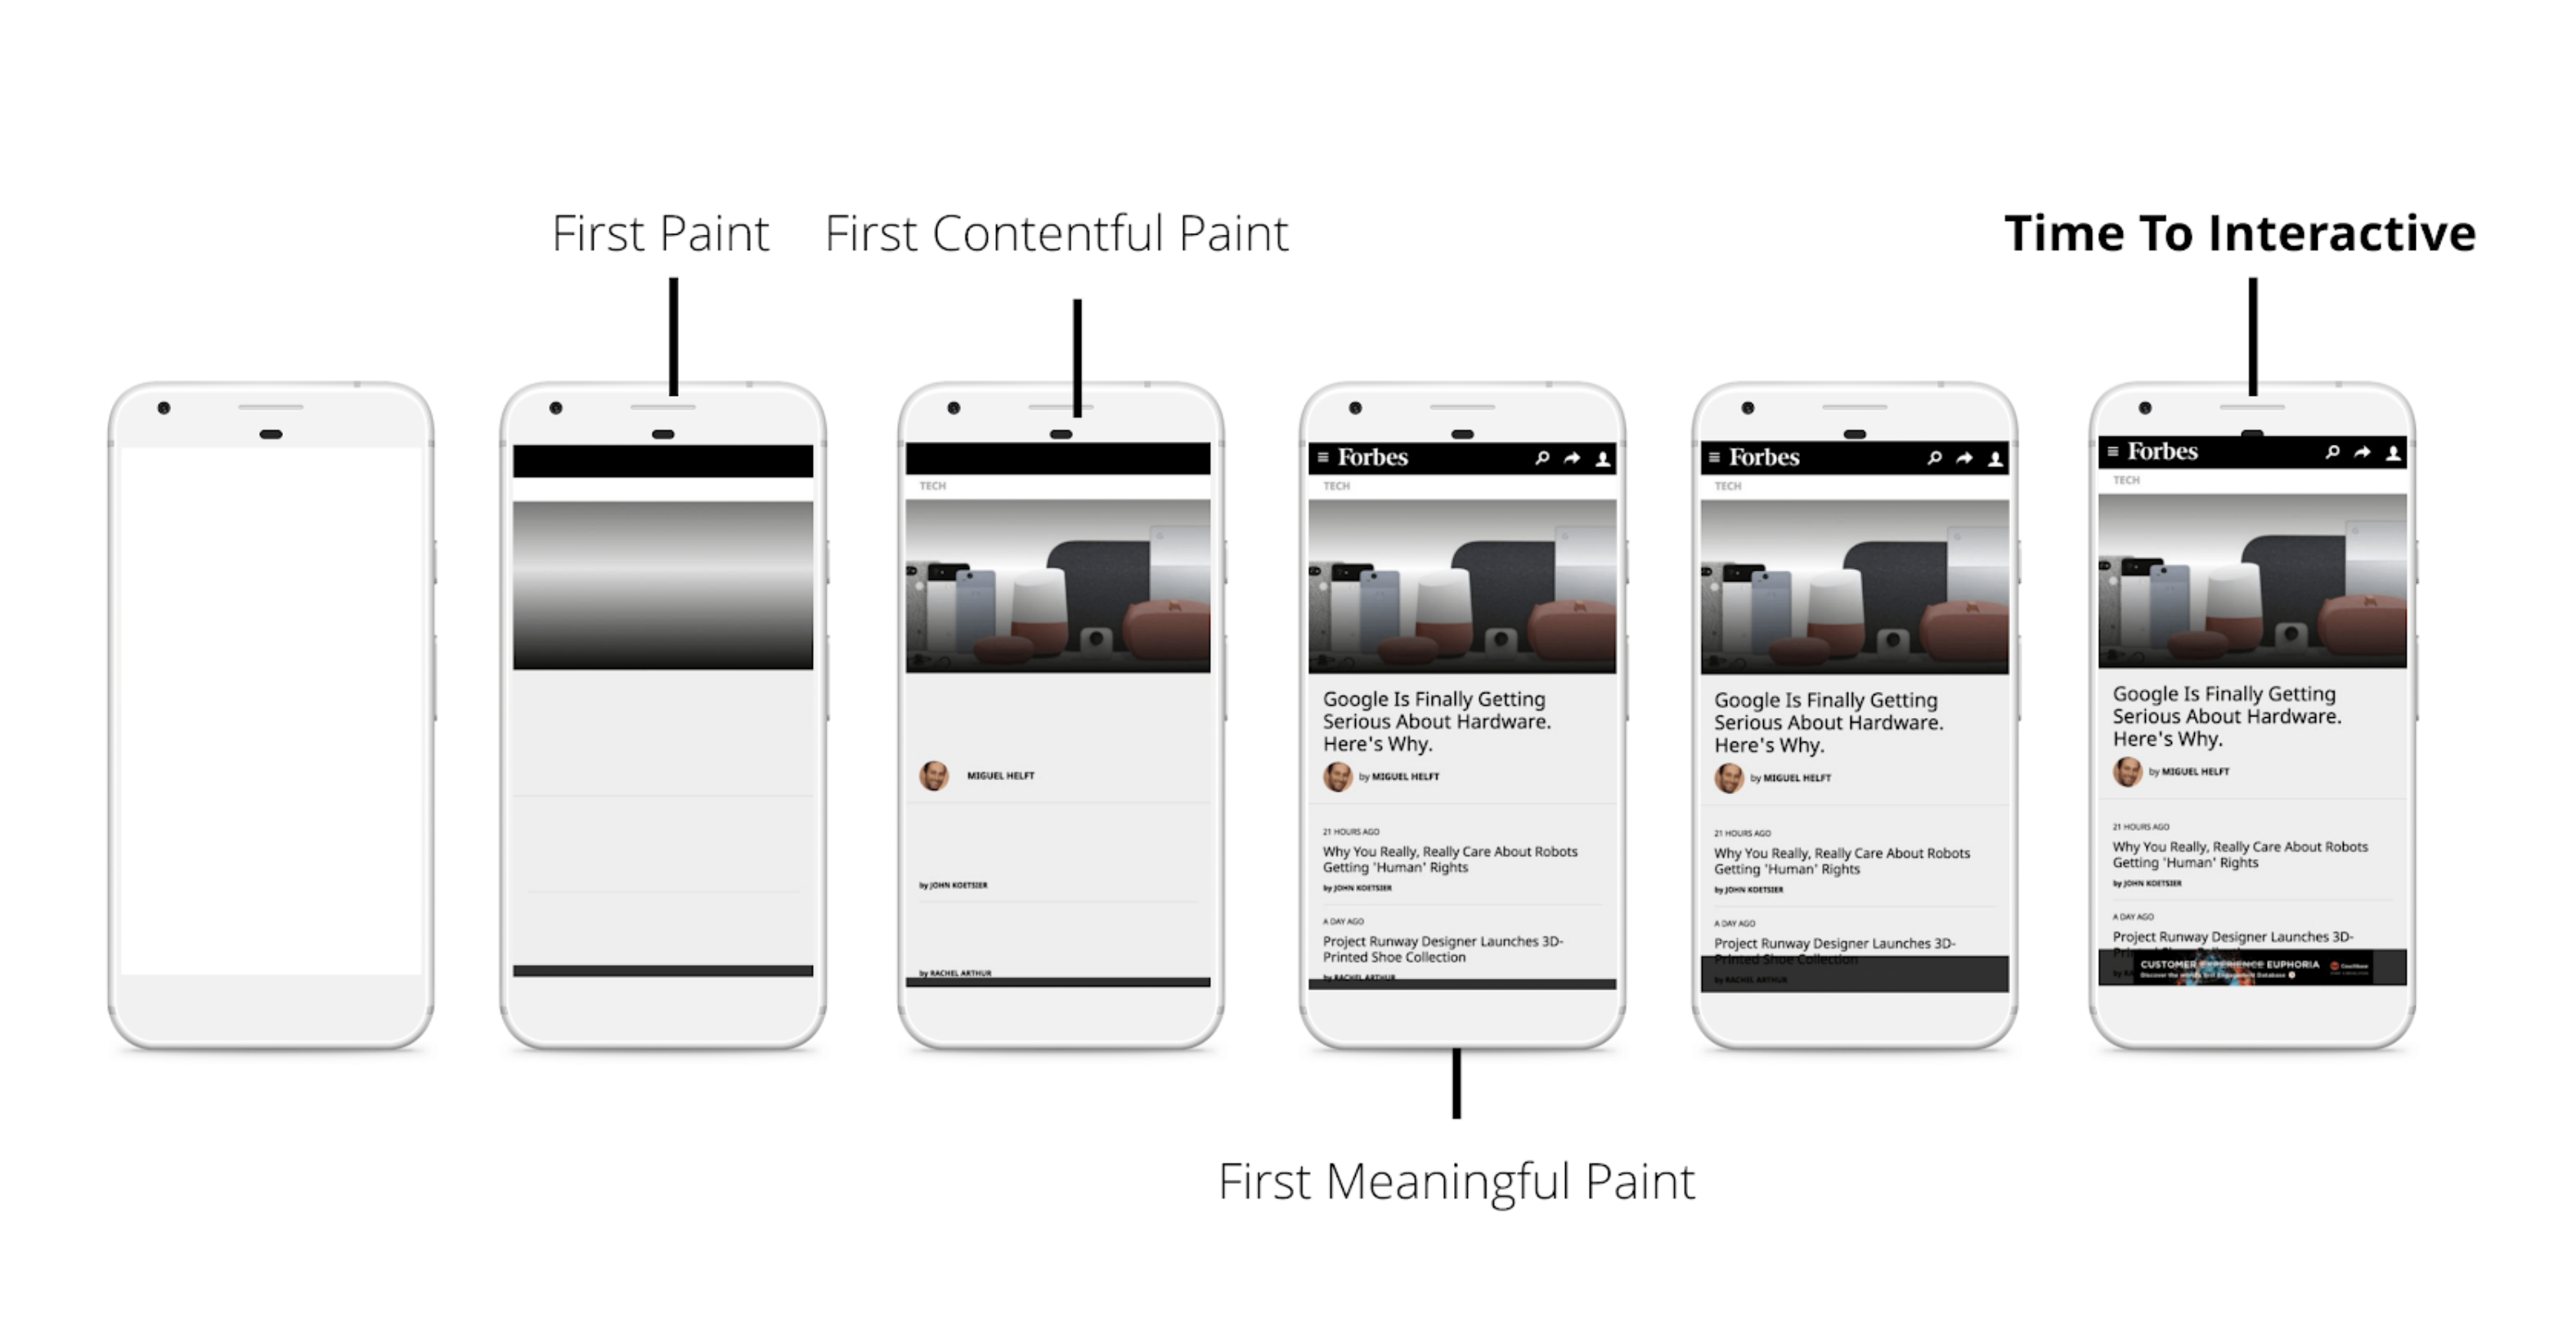 First Paint
First Contentful Paint
Time To Interactive
TECH
MIGUEL HELFT
by JOHN KOETSIER
by RACHEL ARTHUR
Forbes
TECH
Google Is Finally Getting
Serious About Hardware.
Here's Why.
by MIGUEL HELFT
21 HOURS AGO
Why You Really, Really Care About Robots
Getting 'Human' Rights
by JOHN KOETSIER
A DAY AGO
Project Runway Designer Launches 3D-
Printed Shoe Collection
by RACHEL ARTHUR
Forbes
TECH
Google Is Finally Getting
Serious About Hardware.
Here's Why.
by MIGUEL HELFT
21 HOURS AGO
Why You Really, Really Care About Robots
Getting 'Human' Rights
by JOHN KOETSIER
A DAY AGO
Project Runway Designer Launches 3D-
Printed Shoe Collection
by RACHEL ARTHUR
Forbes
TECH
Google Is Finally Getting
Serious About Hardware.
Here's Why.
by MIGUEL HELFT
21 HOURS AGO
Why You Really, Really Care About Robots
Getting 'Human' Rights
by JOHN KOETSIER
A DAY AGO
Project Runway Designer Launches 3D-
CUSTOMER EXPERIENCE EUPHORIA
Discover the world's first Engagement Database
First Meaningful Paint